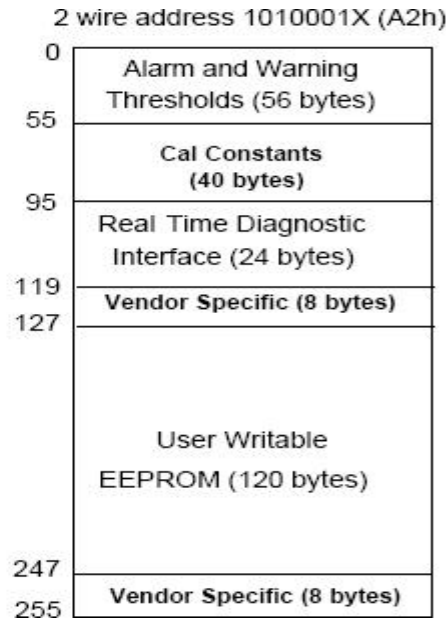 2 wire address 1010001X (A2h)
0
Alarm and Warning
Thresholds (56 bytes)
55
Cal Constants
(40 bytes)
95
Real Time Diagnostic
Interface (24 bytes)
119
Vendor Specific (8 bytes)
127
User Writable
EEPROM (120 bytes)
247
Vendor Specific (8 bytes)
255